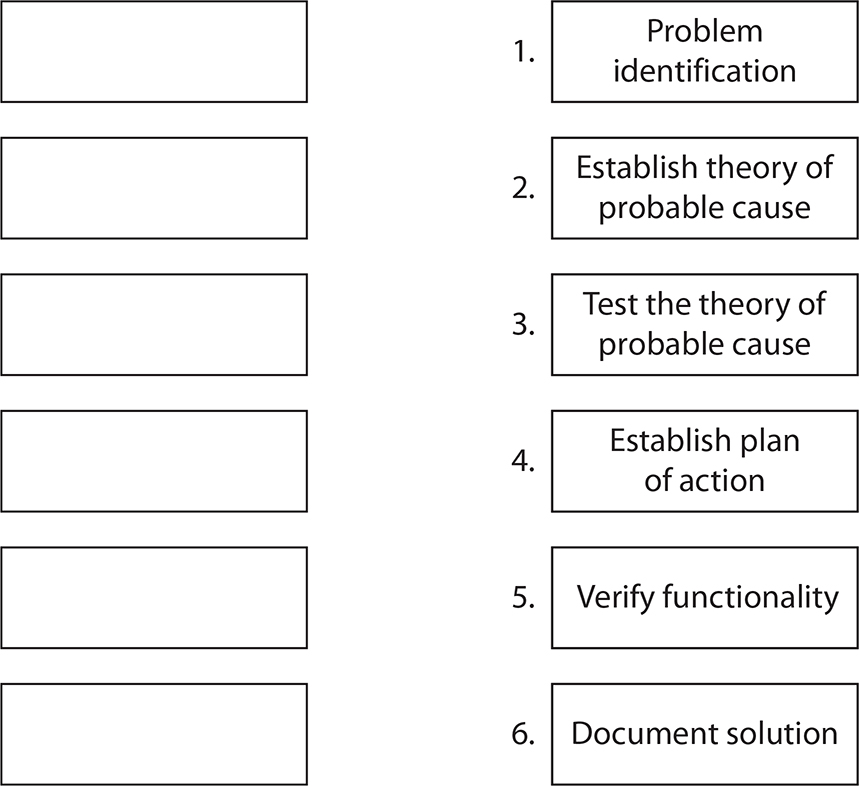 1. Problem
identification
2. Establish theory of
probable cause
3. Test the theory of
probable cause
4. Establish plan
of action
5. Verify functionality
6. Document solution